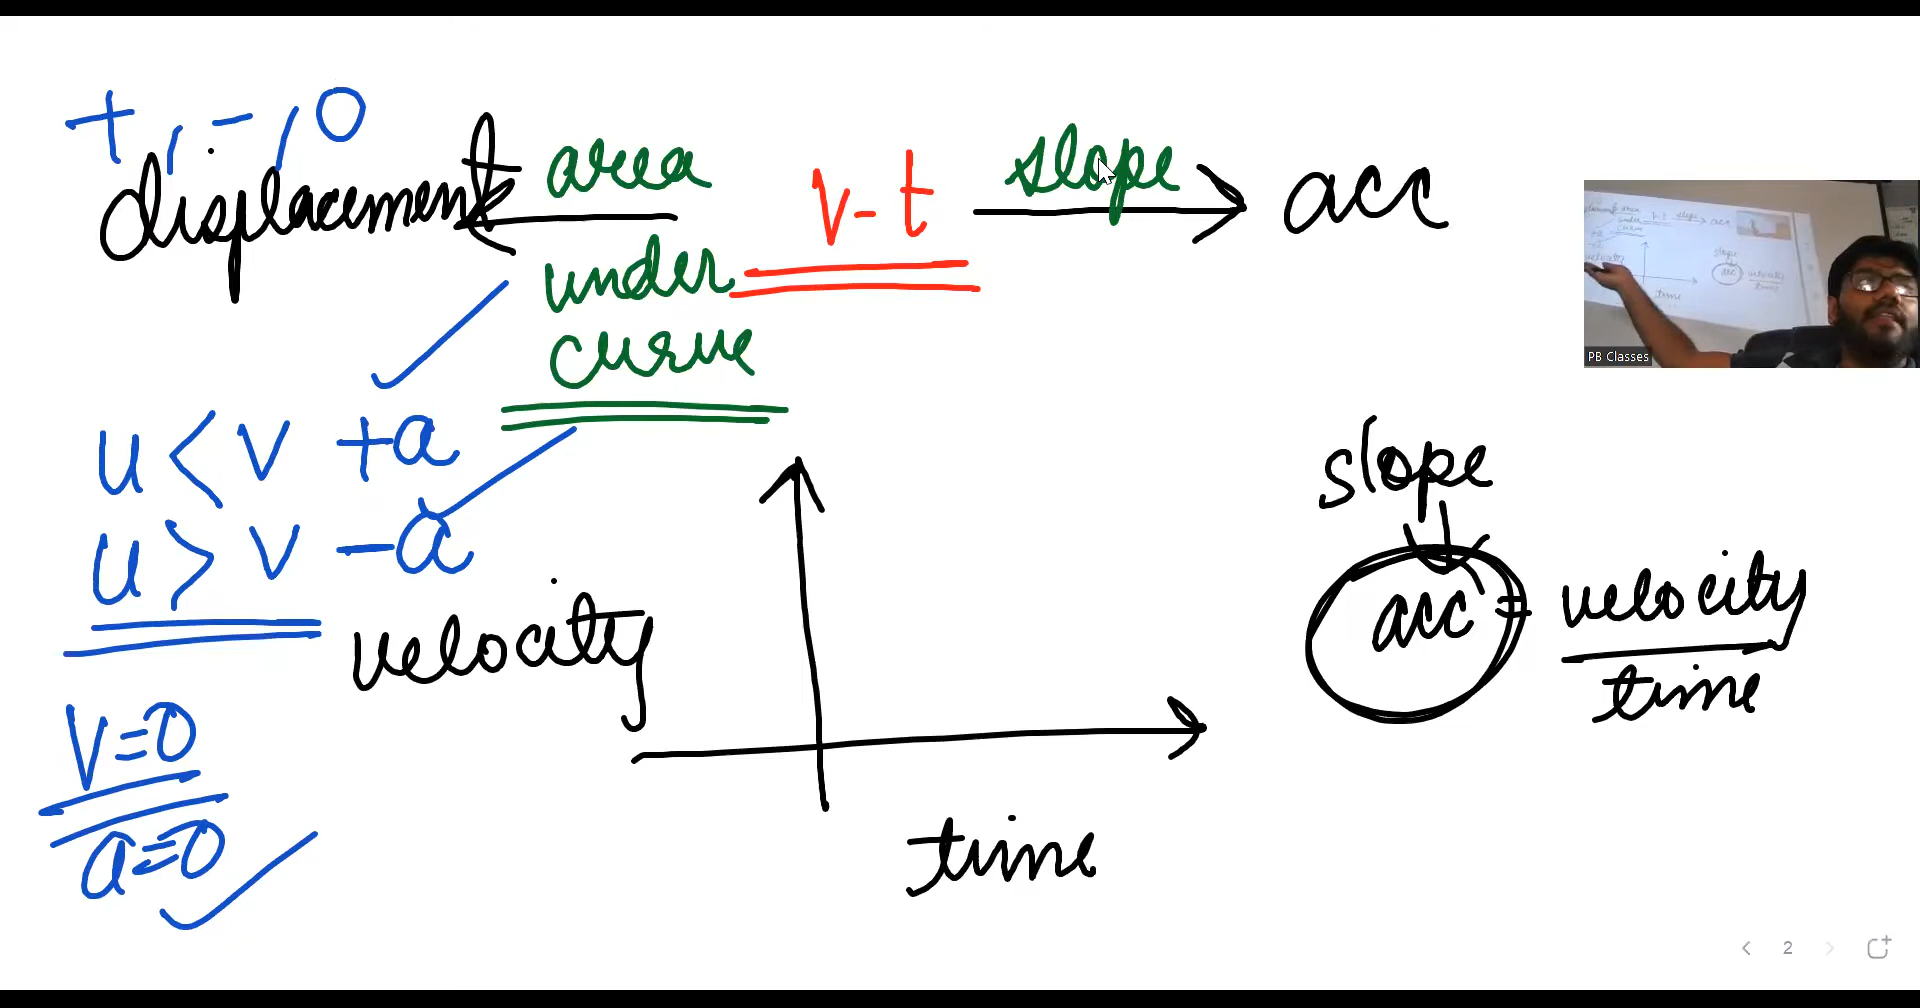 +, -, 0
displacement area under curve v-t slope acc
u < v +a
u > v -a
velocity
time
v=0
a=0
slope
acc = velocity
time
PB Classes
2